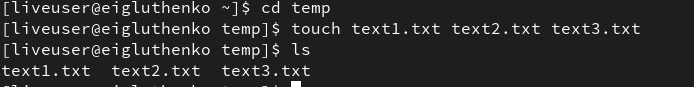 [liveuser@eigluthenko ~]$ cd temp
[liveuser@eigluthenko temp]$ touch text1.txt text2.txt text3.txt
[liveuser@eigluthenko temp]$ ls
text1.txt  text2.txt  text3.txt